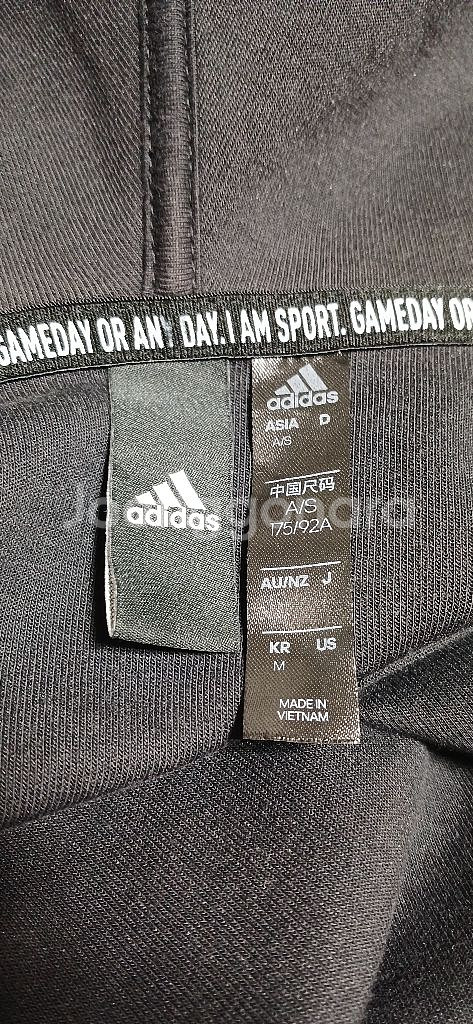 GAMEDAY OR ANY DAY. I AM SPORT. GAMEDAY OR
adidas
adidas
ASIA D
A/S
中国尺码
A/S
175/92A
AU/NZ J
KR US
M
MADE IN
VIETNAM